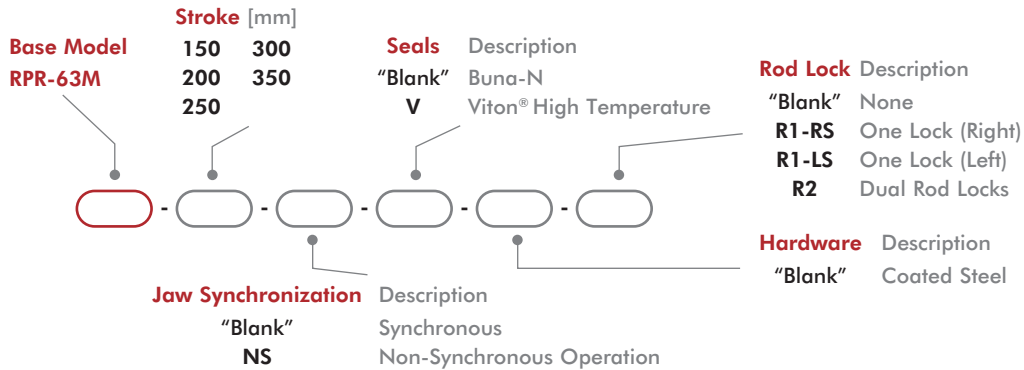 Stroke [mm]
Base Model
RPR-63M
150 300
200 350
250
Seals Description
"Blank" Buna-N
V Viton® High Temperature
Rod Lock Description
"Blank" None
R1-RS One Lock (Right)
R1-LS One Lock (Left)
R2 Dual Rod Locks
- - - - -
Hardware Description
"Blank" Coated Steel
Jaw Synchronization Description
"Blank" Synchronous
NS Non-Synchronous Operation